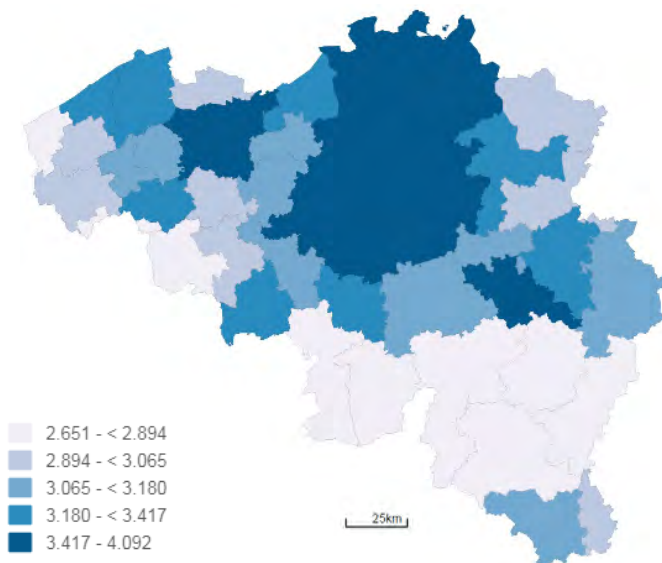 2.651 - < 2.894
2.894 - < 3.065
3.065 - < 3.180
3.180 - < 3.417
3.417 - 4.092
25km